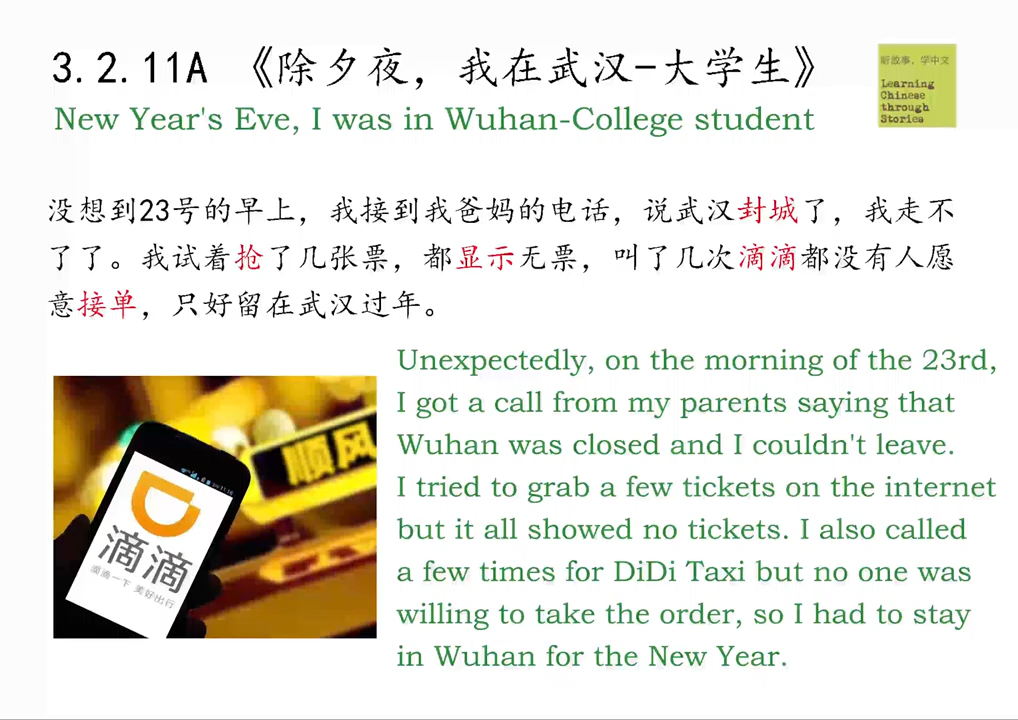 3.2.11A 《除夕夜，我在武汉-大学生》
听故事、学中文
Learning
Chinese
through
Stories
New Year's Eve, I was in Wuhan-College student
没想到23号的早上，我接到我爸妈的电话，说武汉封城了，我走不
了了。我试着抢了几张票，都显示无票，叫了几次滴滴都没有人愿
意接单，只好留在武汉过年。
Unexpectedly, on the morning of the 23rd,
I got a call from my parents saying that
Wuhan was closed and I couldn't leave.
I tried to grab a few tickets on the internet
but it all showed no tickets. I also called
a few times for DiDi Taxi but no one was
willing to take the order, so I had to stay
in Wuhan for the New Year.
顺风
滴滴
滴滴一下 美好出行